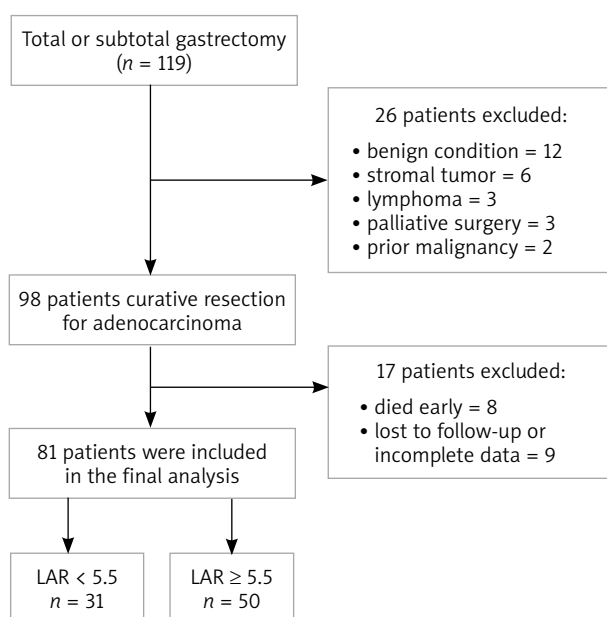 Total or subtotal gastrectomy
(n = 119)
26 patients excluded:
• benign condition = 12
• stromal tumor = 6
• lymphoma = 3
• palliative surgery = 3
• prior malignancy = 2
98 patients curative resection
for adenocarcinoma
17 patients excluded:
• died early = 8
• lost to follow-up or
incomplete data = 9
81 patients were included
in the final analysis
LAR < 5.5
n = 31
LAR ≥ 5.5
n = 50